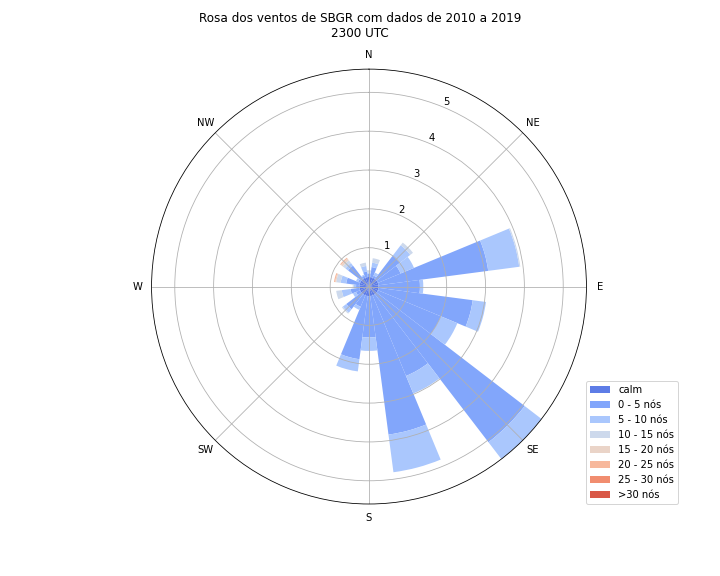 Rosa dos ventos de SBGR com dados de 2010 a 2019
2300 UTC
N
NW
NE
5
4
3
2
1
W
E
SW
SE
S
calm
0 - 5 nós
5 - 10 nós
10 - 15 nós
15 - 20 nós
20 - 25 nós
25 - 30 nós
>30 nós